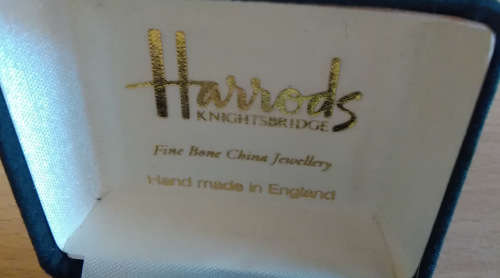 Harrods
KNIGHTSBRIDGE
Fine Bone China Jewellery
Hand made in England